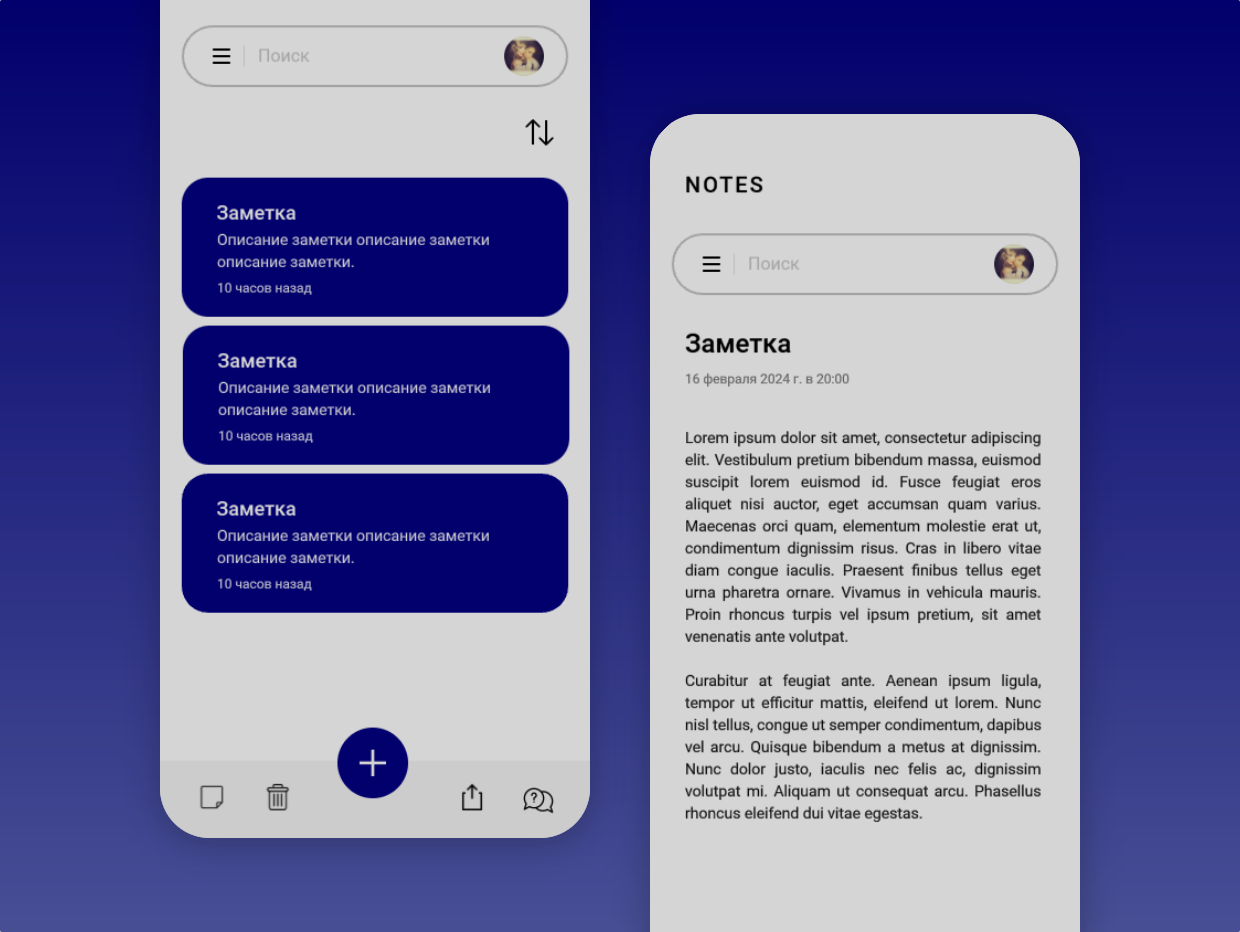 Поиск
Заметка
Описание заметки описание заметки
описание заметки.
10 часов назад
Заметка
Описание заметки описание заметки
описание заметки.
10 часов назад
Заметка
Описание заметки описание заметки
описание заметки.
10 часов назад
NOTES
Поиск
Заметка
16 февраля 2024 г. в 20:00
Lorem ipsum dolor sit amet, consectetur adipiscing
elit. Vestibulum pretium bibendum massa, euismod
suscipit lorem euismod id. Fusce feugiat eros
aliquet nisi auctor, eget accumsan quam varius.
Maecenas orci quam, elementum molestie erat ut,
condimentum dignissim risus. Cras in libero vitae
diam congue iaculis. Praesent finibus tellus eget
urna pharetra ornare. Vivamus in vehicula mauris.
Proin rhoncus turpis vel ipsum pretium, sit amet
venenatis ante volutpat.
Curabitur at feugiat ante. Aenean ipsum ligula,
tempor ut efficitur mattis, eleifend ut lorem. Nunc
nisl tellus, congue ut semper condimentum, dapibus
vel arcu. Quisque bibendum a metus at dignissim.
Nunc dolor justo, iaculis nec felis ac, dignissim
volutpat mi. Aliquam ut consequat arcu. Phasellus
rhoncus eleifend dui vitae egestas.